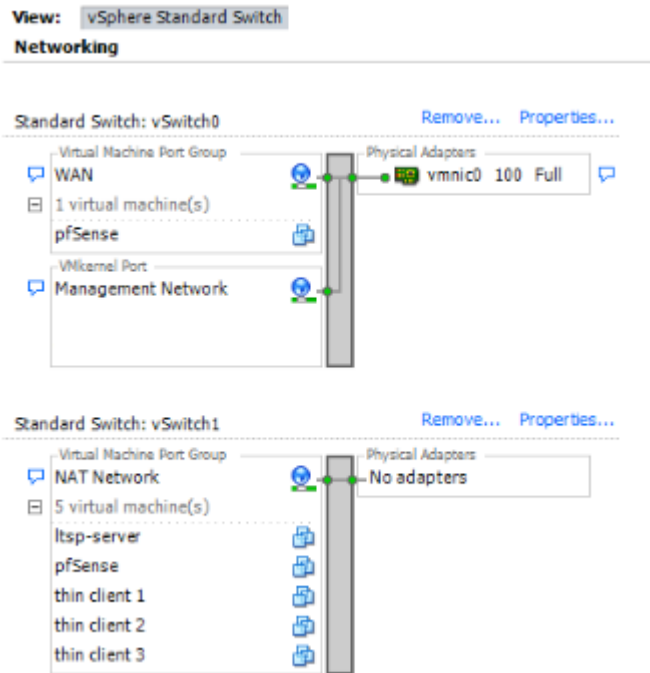 View: vSphere Standard Switch
Networking
Standard Switch: vSwitch0 Remove... Properties...
Virtual Machine Port Group Physical Adapters
WAN vmnic0 100 Full
1 virtual machine(s)
pfSense
VMkernel Port
Management Network
Standard Switch: vSwitch1 Remove... Properties...
Virtual Machine Port Group Physical Adapters
NAT Network No adapters
5 virtual machine(s)
ltsp-server
pfSense
thin client 1
thin client 2
thin client 3